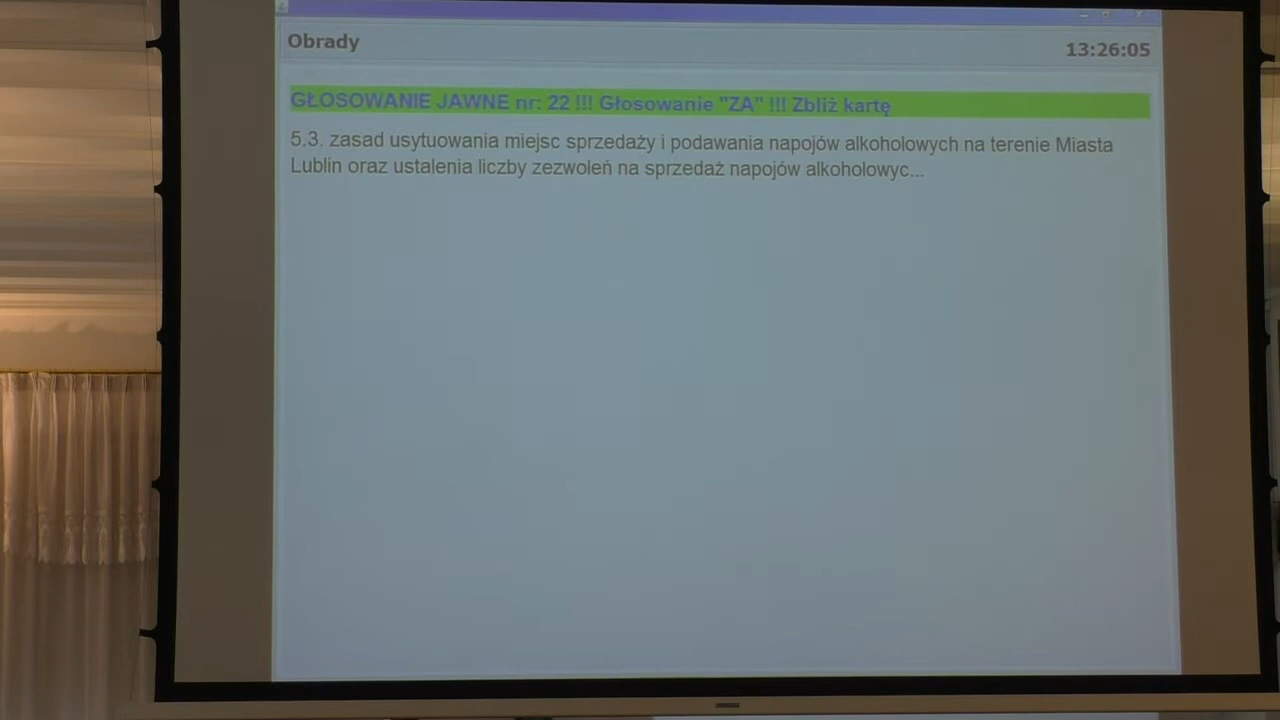 Obrady
13:26:05
GŁOSOWANIE JAWNE nr: 22 !!! Głosowanie "ZA" !!! Zbliż kartę
5.3. zasad usytuowania miejsc sprzedaży i podawania napojów alkoholowych na terenie Miasta
Lublin oraz ustalenia liczby zezwoleń na sprzedaż napojów alkoholowyc...